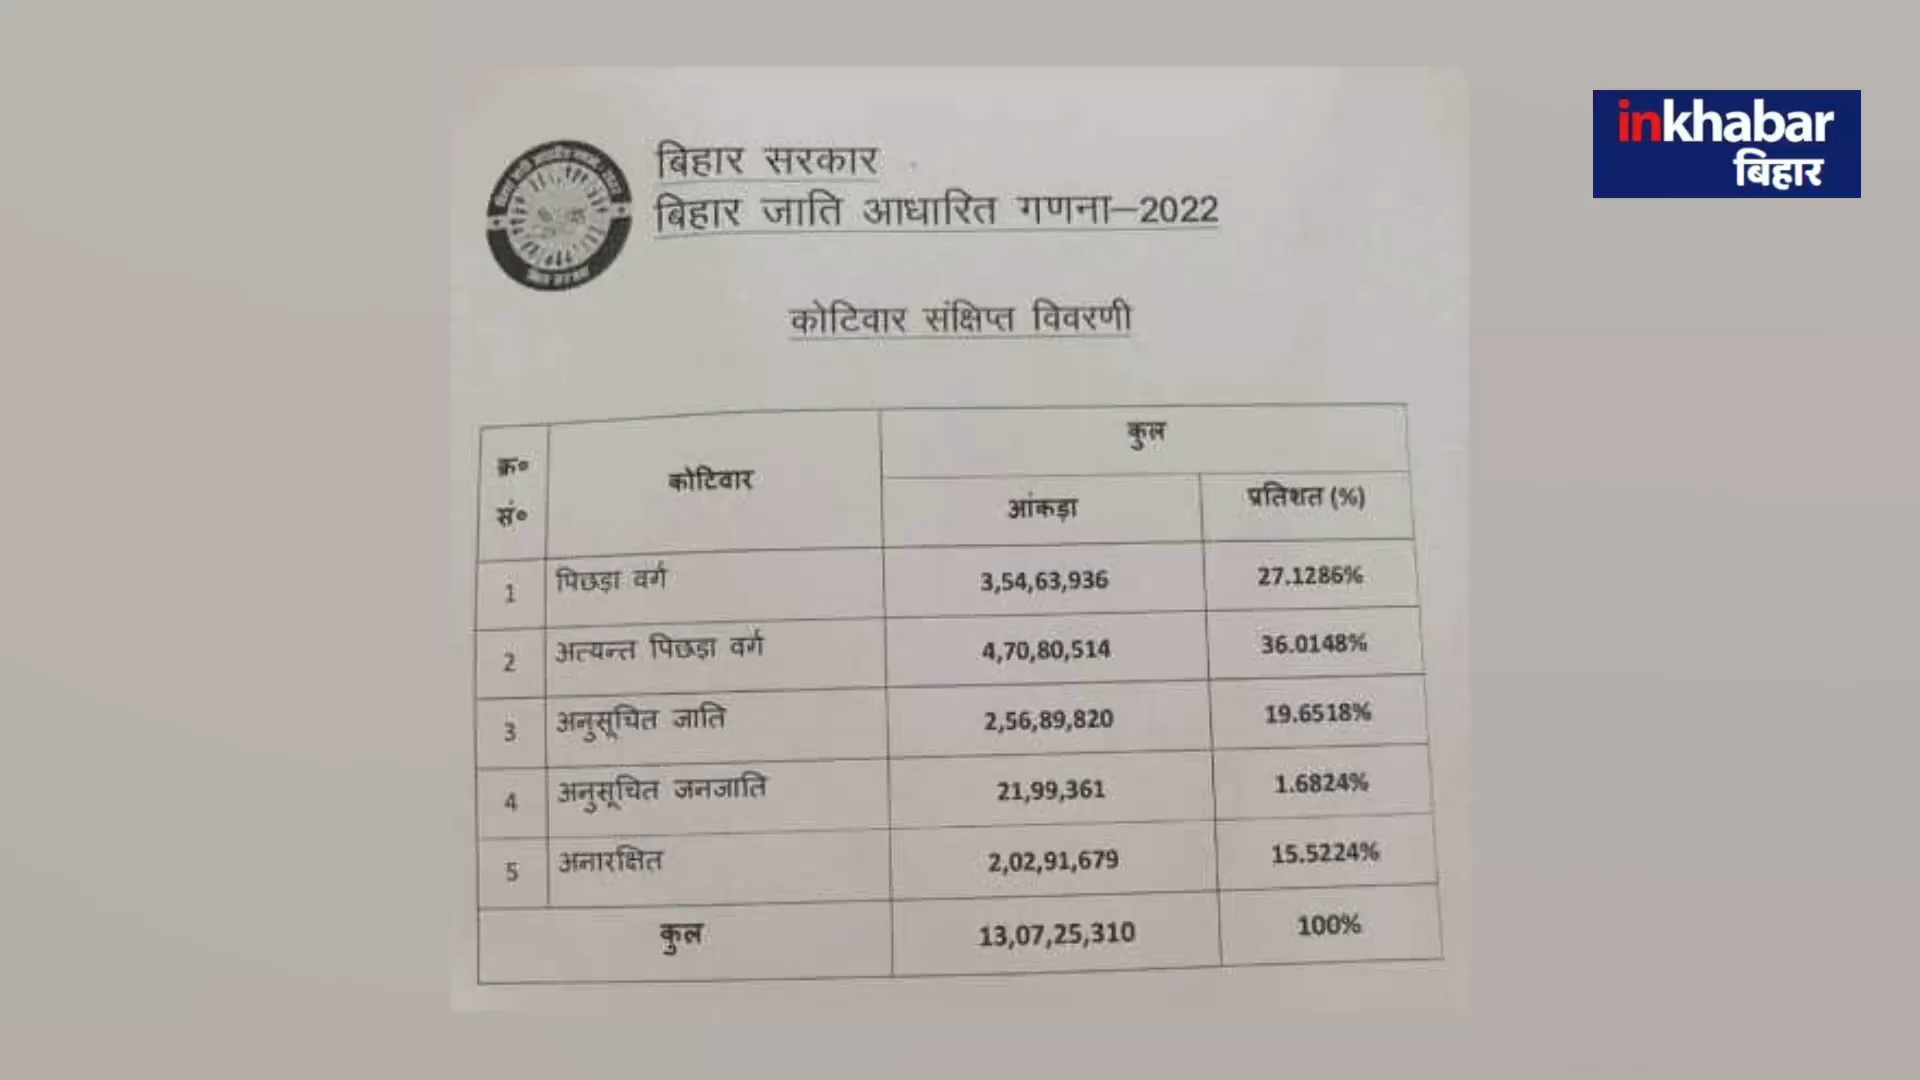 inkhabar
बिहार
बिहार सरकार
बिहार जाति आधारित गणना–2022
कोटिवार संक्षिप्त विवरणी
क्र० सं० कोटिवार कुल
आंकड़ा प्रतिशत (%)
1 पिछड़ा वर्ग 3,54,63,936 27.1286%
2 अत्यन्त पिछड़ा वर्ग 4,70,80,514 36.0148%
3 अनुसूचित जाति 2,56,89,820 19.6518%
4 अनुसूचित जनजाति 21,99,361 1.6824%
5 अनारक्षित 2,02,91,679 15.5224%
कुल 13,07,25,310 100%